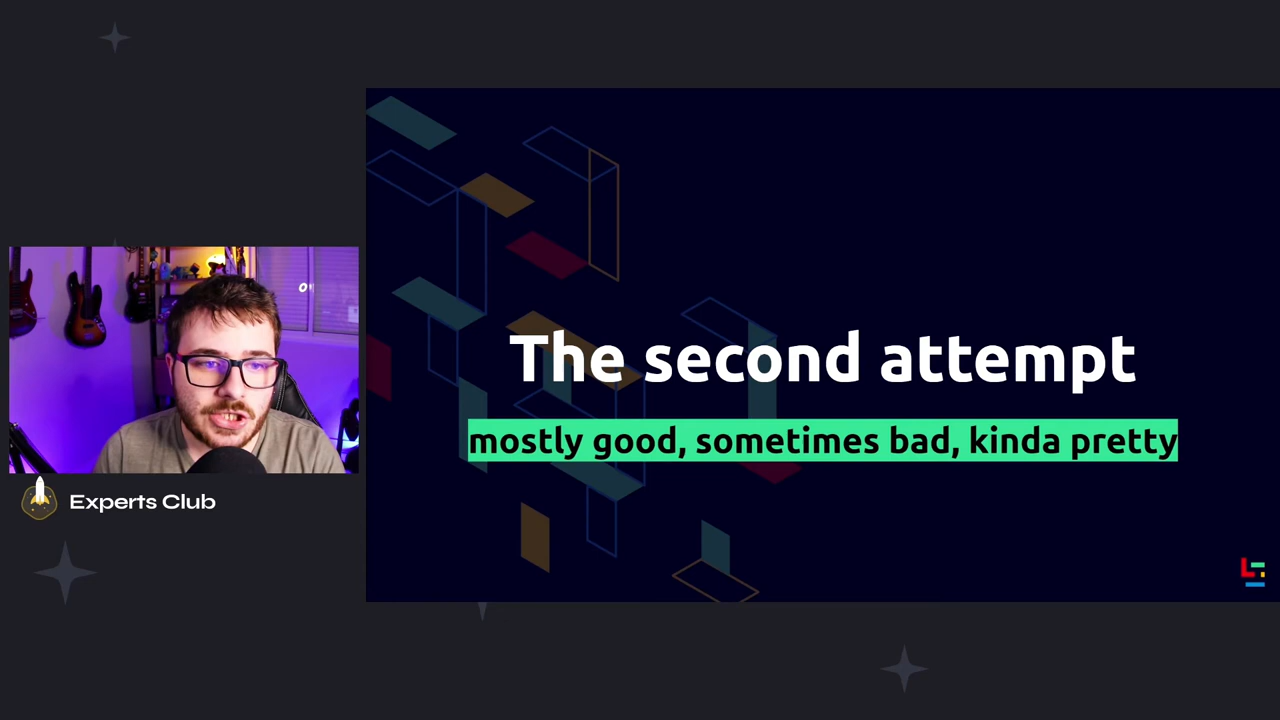 The second attempt
mostly good, sometimes bad, kinda pretty
Experts Club